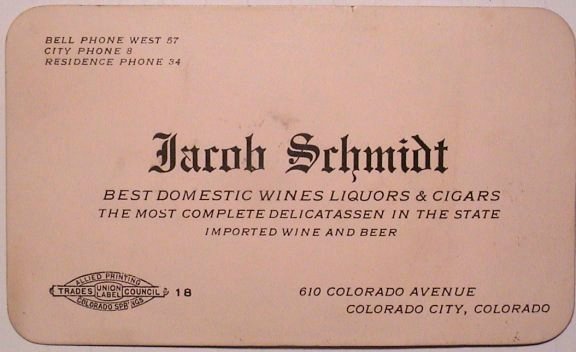 BELL PHONE WEST 57
CITY PHONE 8
RESIDENCE PHONE 34
Jacob Schmidt
BEST DOMESTIC WINES LIQUORS & CIGARS
THE MOST COMPLETE DELICATASSEN IN THE STATE
IMPORTED WINE AND BEER
ALLIED PRINTING
TRADES UNION LABEL COUNCIL 18
COLORADO SPRINGS
610 COLORADO AVENUE
COLORADO CITY, COLORADO